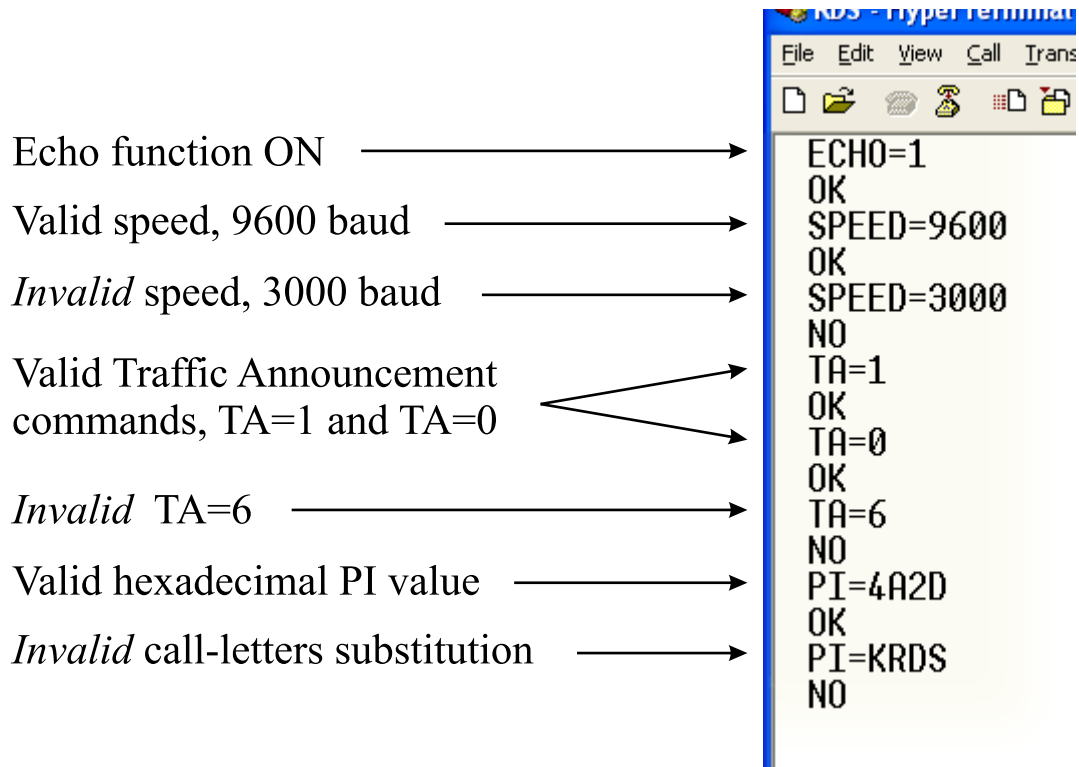 RDS - HyperTerminal
File Edit View Call Trans
Echo function ON
ECHO=1
OK
Valid speed, 9600 baud
SPEED=9600
OK
Invalid speed, 3000 baud
SPEED=3000
NO
Valid Traffic Announcement
commands, TA=1 and TA=0
TA=1
OK
TA=0
OK
Invalid TA=6
TA=6
NO
Valid hexadecimal PI value
PI=4A2D
OK
Invalid call-letters substitution
PI=KRDS
NO